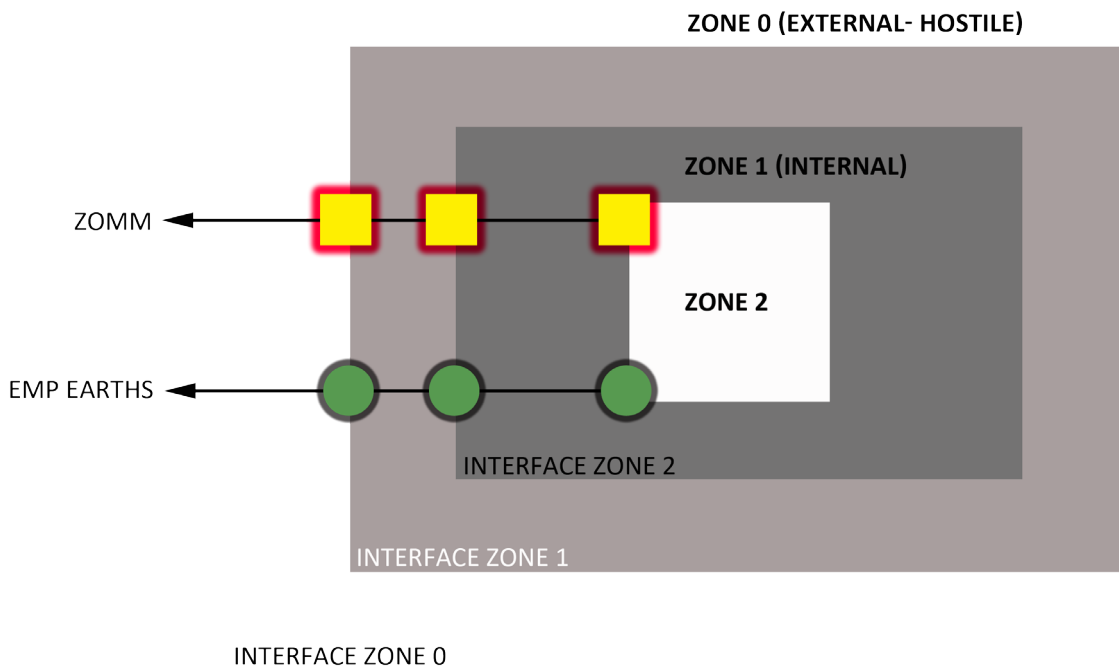 ZONE 0 (EXTERNAL- HOSTILE)
ZONE 1 (INTERNAL)
ZOMM
ZONE 2
EMP EARTHS
INTERFACE ZONE 2
INTERFACE ZONE 1
INTERFACE ZONE 0